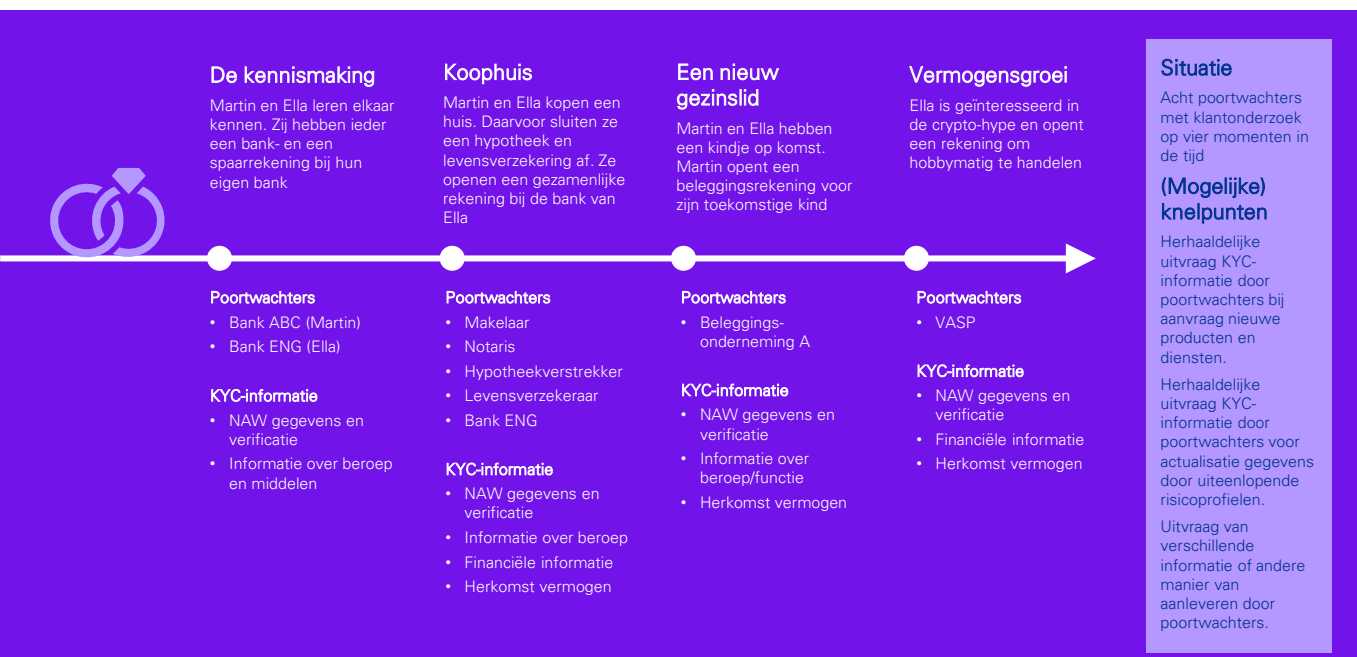 De kennismaking
Martin en Ella leren elkaar
kennen. Zij hebben ieder
een bank- en een
spaarrekening bij hun
eigen bank
Poortwachters
• Bank ABC (Martin)
• Bank ENG (Ella)
KYC-informatie
• NAW gegevens en
verificatie
• Informatie over beroep
en middelen
Koophuis
Martin en Ella kopen een
huis. Daarvoor sluiten ze
een hypotheek en
levensverzekering af. Ze
openen een gezamenlijke
rekening bij de bank van
Ella
Poortwachters
• Makelaar
• Notaris
• Hypotheekverstrekker
• Levensverzekeraar
• Bank ENG
KYC-informatie
• NAW gegevens en
verificatie
• Informatie over beroep
• Financiële informatie
• Herkomst vermogen
Een nieuw
gezinslid
Martin en Ella hebben
een kindje op komst.
Martin opent een
beleggingsrekening voor
zijn toekomstige kind
Poortwachters
• Beleggings-
onderneming A
KYC-informatie
• NAW gegevens en
verificatie
• Informatie over
beroep/functie
• Herkomst vermogen
Vermogensgroei
Ella is geïnteresseerd in
de crypto-hype en opent
een rekening om
hobbymatig te handelen
Poortwachters
• VASP
KYC-informatie
• NAW gegevens en
verificatie
• Financiële informatie
• Herkomst vermogen
Situatie
Acht poortwachters
met klantonderzoek
op vier momenten in
de tijd
(Mogelijke)
knelpunten
Herhaaldelijke
uitvraag KYC-
informatie door
poortwachters bij
aanvraag nieuwe
producten en
diensten.
Herhaaldelijke
uitvraag KYC-
informatie door
poortwachters voor
actualisatie gegevens
door uiteenlopende
risicoprofielen.
Uitvraag van
verschillende
informatie of andere
manier van
aanleveren door
poortwachters.